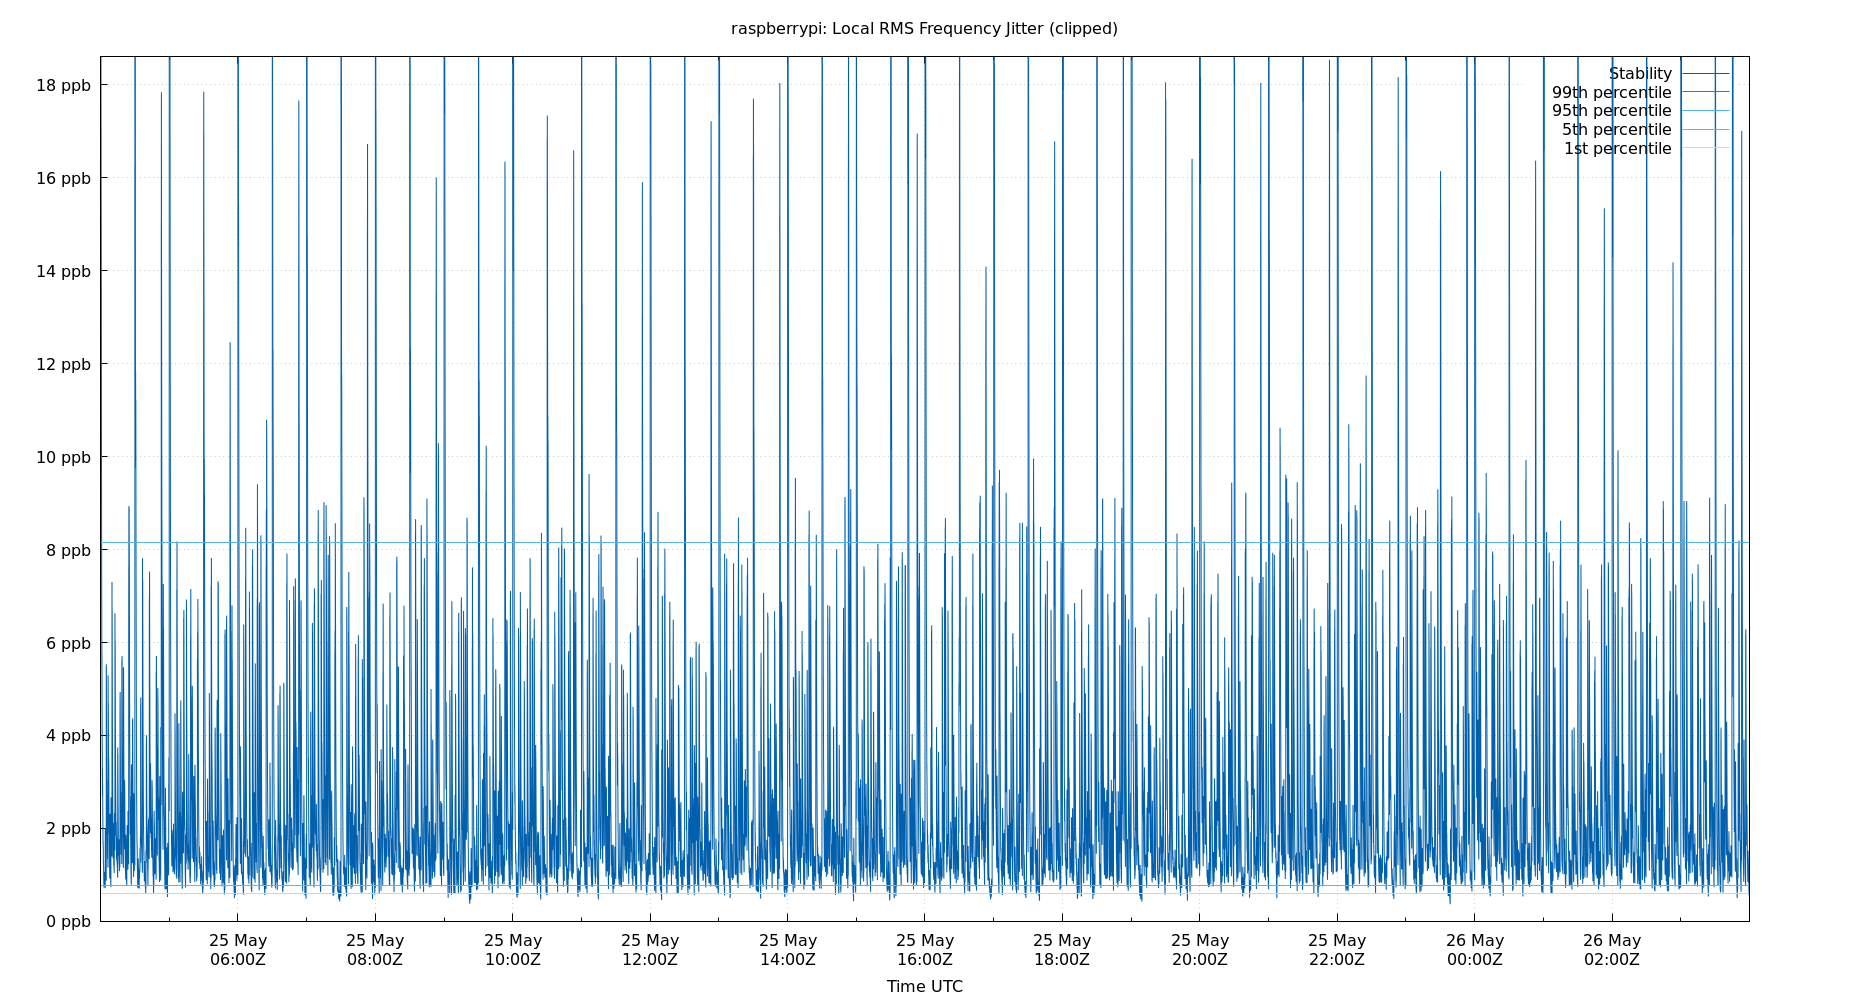 raspberrypi: Local RMS Frequency Jitter (clipped)
18 ppb
16 ppb
14 ppb
12 ppb
10 ppb
8 ppb
6 ppb
4 ppb
2 ppb
0 ppb
Stability
99th percentile
95th percentile
5th percentile
1st percentile
25 May 25 May 25 May 25 May 25 May 25 May 25 May 25 May 25 May 26 May 26 May
06:00Z 08:00Z 10:00Z 12:00Z 14:00Z 16:00Z 18:00Z 20:00Z 22:00Z 00:00Z 02:00Z
Time UTC